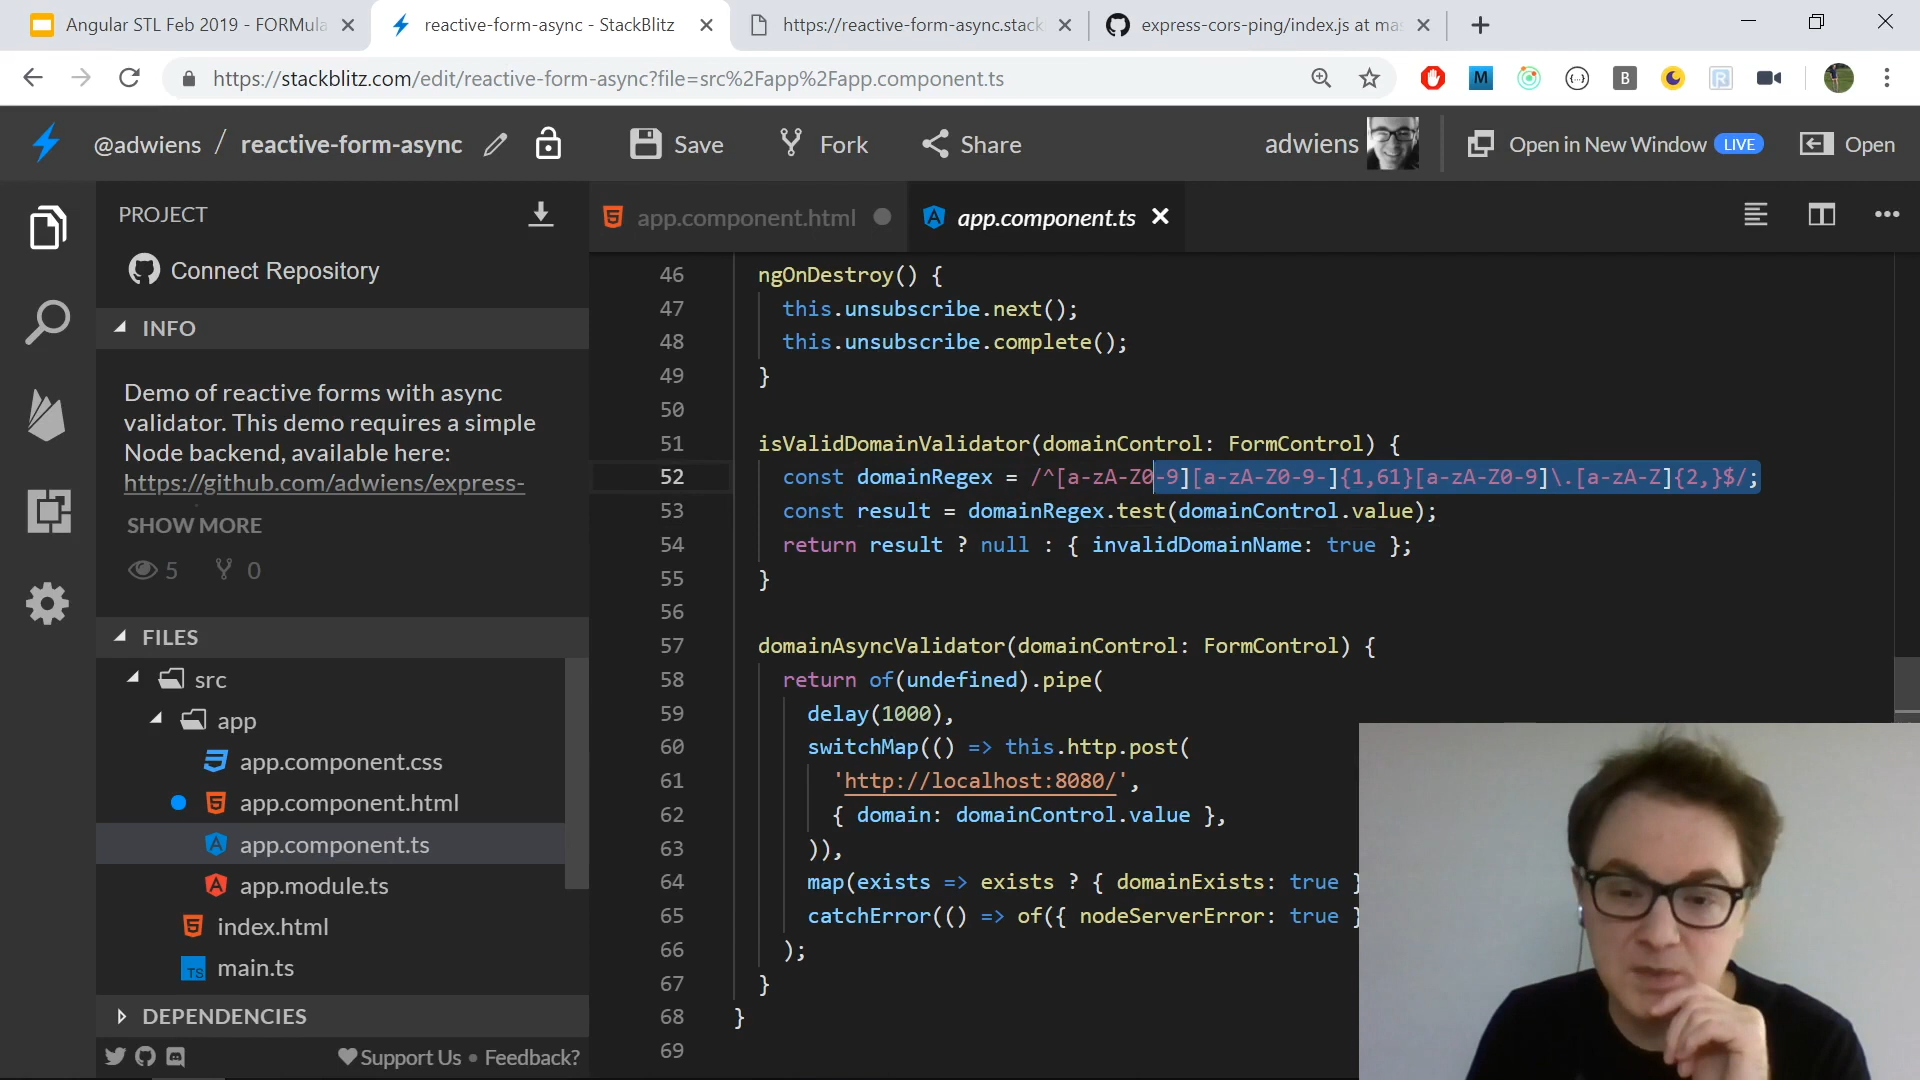 Angular STL Feb 2019 - FORMula
reactive-form-async - StackBlitz
https://reactive-form-async.stack
express-cors-ping/index.js at mas
https://stackblitz.com/edit/reactive-form-async?file=src%2Fapp%2Fapp.component.ts
M
{··}
B
R
@adwiens / reactive-form-async
Save
Fork
Share
adwiens
Open in New Window
LIVE
Open
PROJECT
Connect Repository
INFO
Demo of reactive forms with async
validator. This demo requires a simple
Node backend, available here:
https://github.com/adwiens/express-
SHOW MORE
5
0
FILES
src
app
app.component.css
app.component.html
app.component.ts
app.module.ts
index.html
TS main.ts
DEPENDENCIES
Support Us • Feedback?
app.component.html
app.component.ts
46 ngOnDestroy() {
47 this.unsubscribe.next();
48 this.unsubscribe.complete();
49 }
50
51 isValidDomainValidator(domainControl: FormControl) {
52 const domainRegex = /^[a-zA-Z0-9][a-zA-Z0-9-]{1,61}[a-zA-Z0-9]\.[a-zA-Z]{2,}$/;
53 const result = domainRegex.test(domainControl.value);
54 return result ? null : { invalidDomainName: true };
55 }
56
57 domainAsyncValidator(domainControl: FormControl) {
58 return of(undefined).pipe(
59 delay(1000),
60 switchMap(() => this.http.post(
61 'http://localhost:8080/',
62 { domain: domainControl.value },
63 )),
64 map(exists => exists ? { domainExists: true }
65 catchError(() => of({ nodeServerError: true }
66 );
67 }
68 }
69